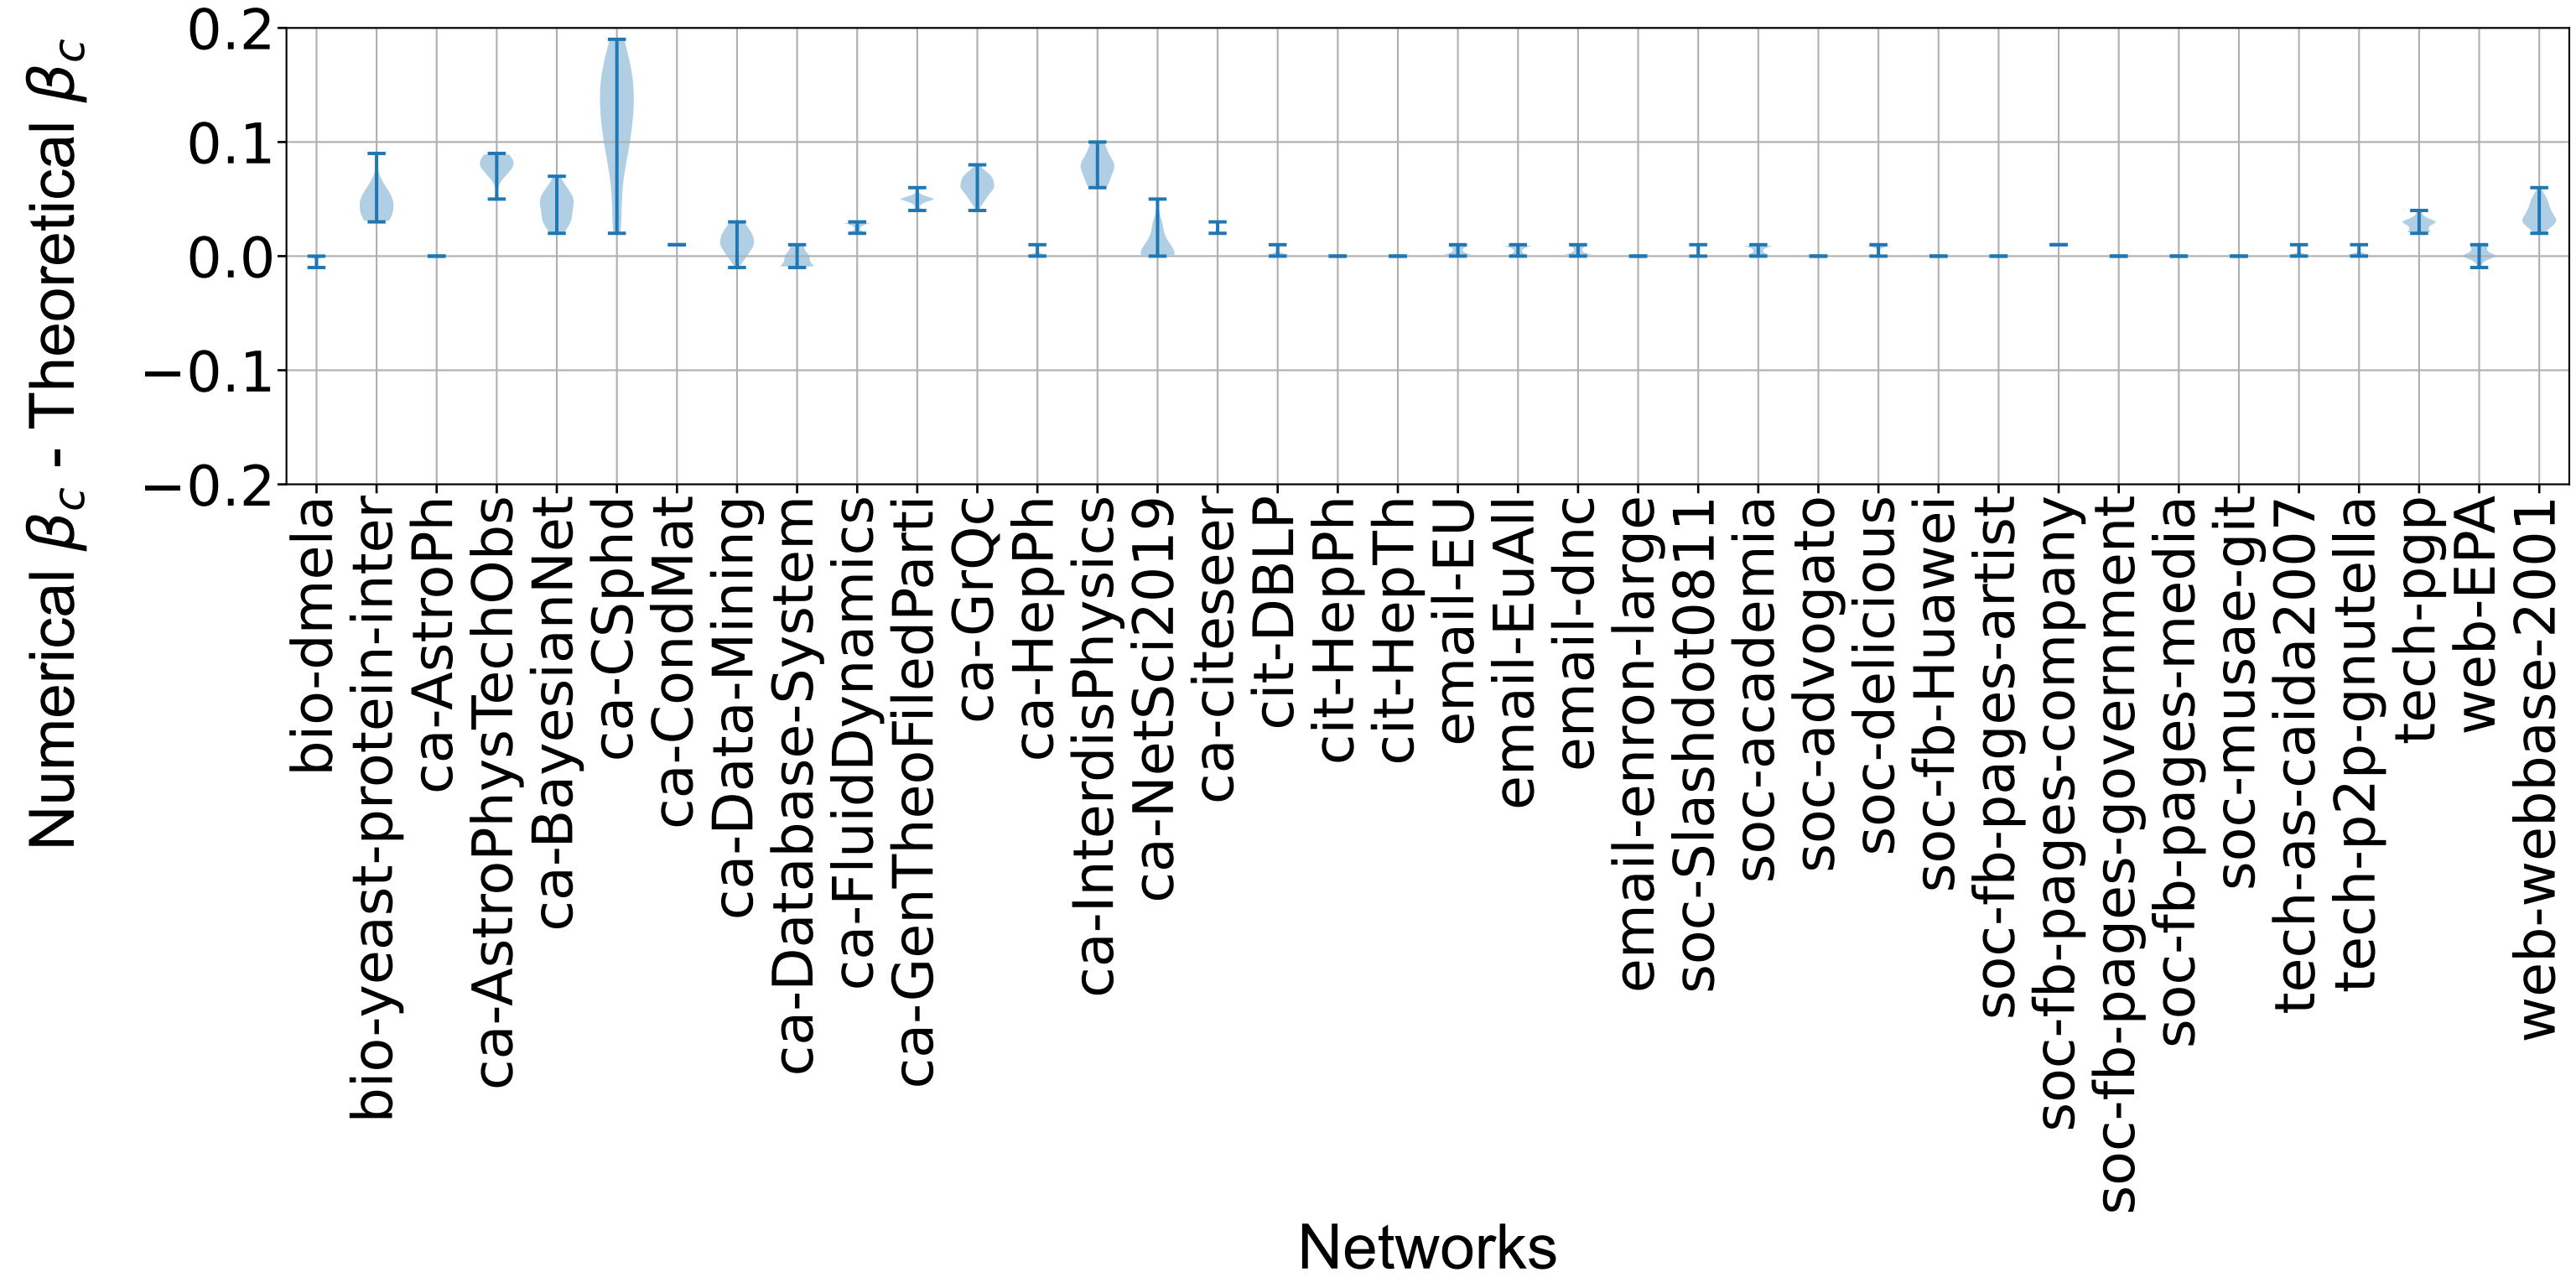 Numerical βc - Theoretical βc
0.2
0.1
0.0
−0.1
−0.2
bio-dmela
bio-yeast-protein-inter
ca-AstroPh
ca-AstroPhysTechObs
ca-BayesianNet
ca-CSphd
ca-CondMat
ca-Data-Mining
ca-Database-System
ca-FluidDynamics
ca-GenTheoFiledParti
ca-GrQc
ca-HepPh
ca-InterdisPhysics
ca-NetSci2019
ca-citeseer
cit-DBLP
cit-HepPh
cit-HepTh
email-EU
email-EuAll
email-dnc
email-enron-large
soc-Slashdot0811
soc-academia
soc-advogato
soc-delicious
soc-fb-Huawei
soc-fb-pages-artist
soc-fb-pages-company
soc-fb-pages-government
soc-fb-pages-media
soc-musae-git
tech-as-caida2007
tech-p2p-gnutella
tech-pgp
web-EPA
web-webbase-2001
Networks